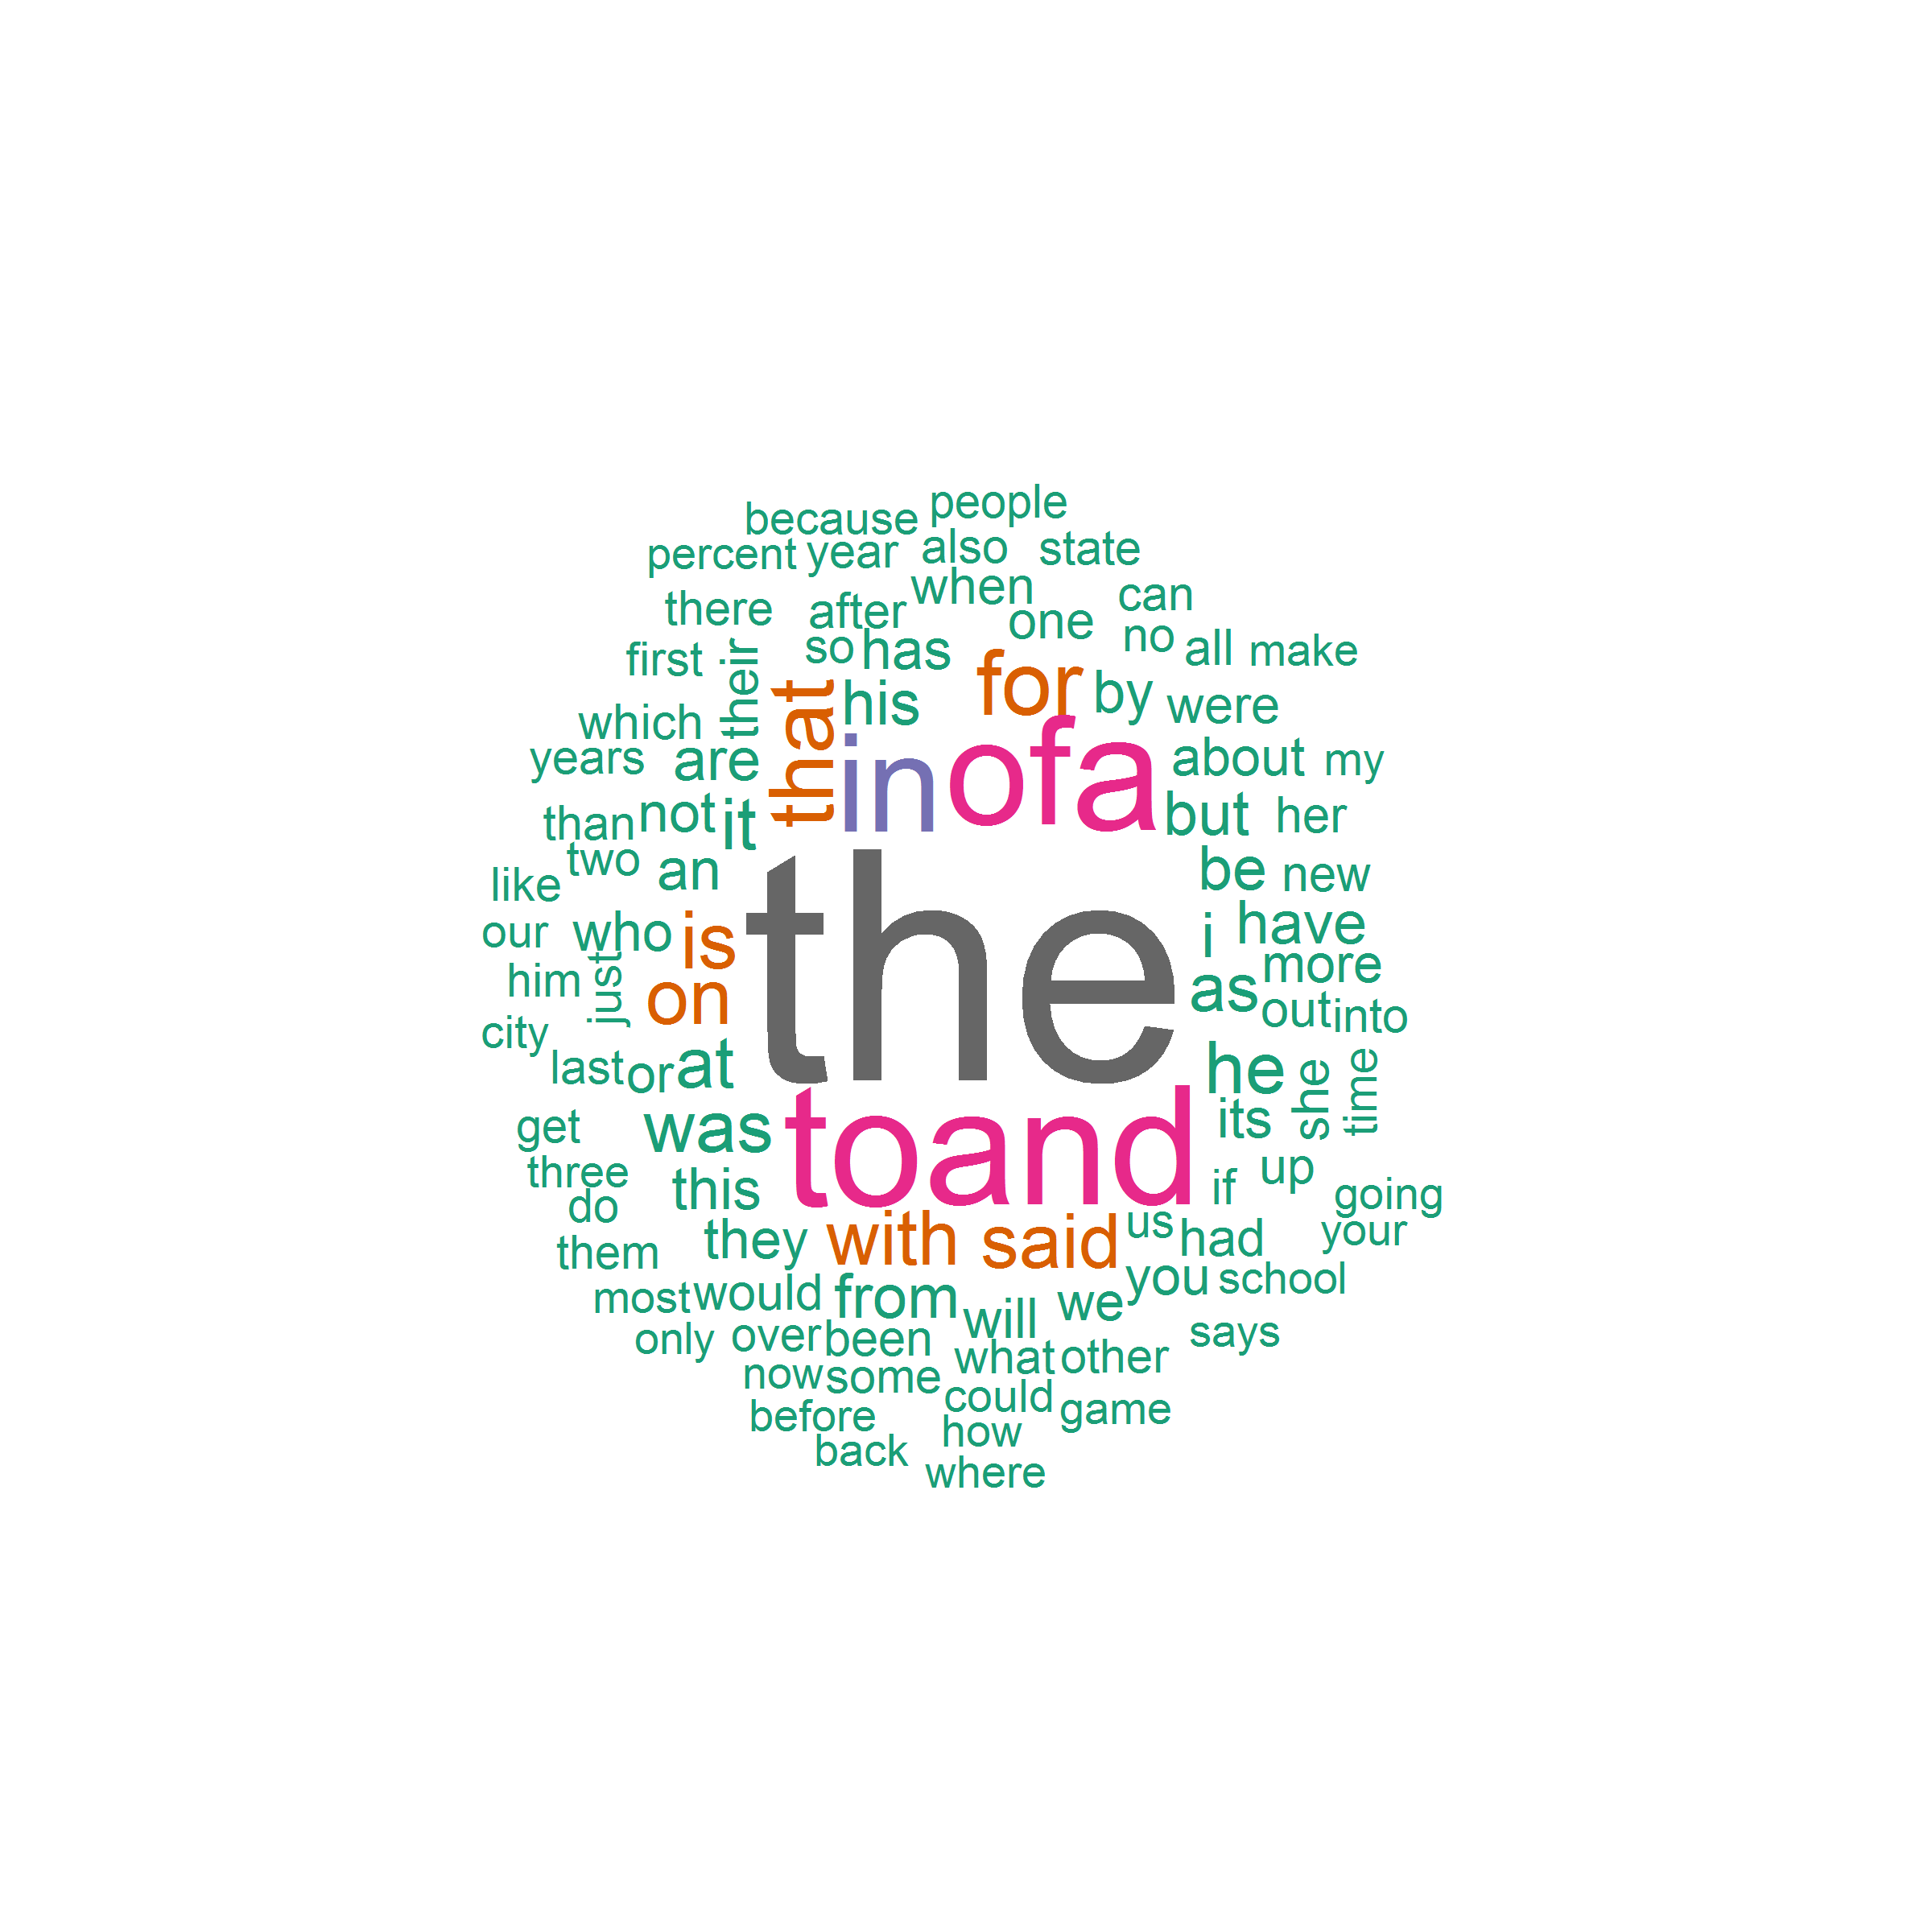 because people
percent year also state
there after when one can
first their so has no all make
which that his for by were
years are in of a about my
than not it but her
like two an be new
our who is the i have
him just on as more
city out into
last or at he she time
get was to and its
three this if up
do going
them they with said us had your
most would from will we you school
only over been what other says
now some could game
before how
back where